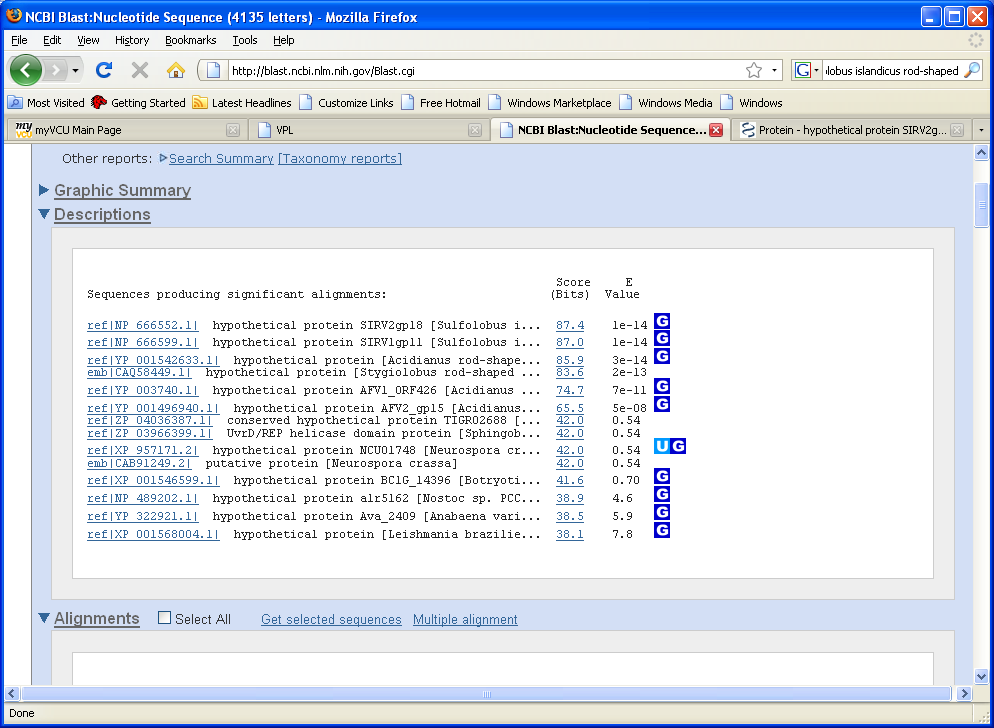 NCBI Blast:Nucleotide Sequence (4135 letters) - Mozilla Firefox
File Edit View History Bookmarks Tools Help
http://blast.ncbi.nlm.nih.gov/Blast.cgi G lobus islandicus rod-shaped
Most Visited Getting Started Latest Headlines Customize Links Free Hotmail Windows Marketplace Windows Media Windows
my VCU myVCU Main Page VPL NCBI Blast:Nucleotide Sequence... Protein - hypothetical protein SIRV2g...
Other reports: Search Summary [Taxonomy reports]
Graphic Summary
Descriptions
Score E
Sequences producing significant alignments: (Bits) Value
ref|NP_666552.1| hypothetical protein SIRV2gp18 [Sulfolobus i... 87.4 1e-14 G
ref|NP_666599.1| hypothetical protein SIRV1gp11 [Sulfolobus i... 87.0 1e-14 G
ref|YP_001542633.1| hypothetical protein [Acidianus rod-shape... 85.9 3e-14 G
emb|CAQ58449.1| hypothetical protein [Stygiolobus rod-shaped ... 83.6 2e-13
ref|YP_003740.1| hypothetical protein AFV1_ORF426 [Acidianus ... 74.7 7e-11 G
ref|YP_001496940.1| hypothetical protein AFV2_gp15 [Acidianus... 65.5 5e-08 G
ref|ZP_04036387.1| conserved hypothetical protein TIGR02688 [... 42.0 0.54
ref|ZP_03966399.1| UvrD/REP helicase domain protein [Sphingob... 42.0 0.54
ref|XP_957171.2| hypothetical protein NCU01748 [Neurospora cr... 42.0 0.54 U G
emb|CAB91249.2| putative protein [Neurospora crassa] 42.0 0.54
ref|XP_001546599.1| hypothetical protein BC1G_14396 [Botryoti... 41.6 0.70 G
ref|NP_489202.1| hypothetical protein alr5162 [Nostoc sp. PCC... 38.9 4.6 G
ref|YP_322921.1| hypothetical protein Ava_2409 [Anabaena vari... 38.5 5.9 G
ref|XP_001568004.1| hypothetical protein [Leishmania brazilie... 38.1 7.8 G
Alignments Select All Get selected sequences Multiple alignment
Done